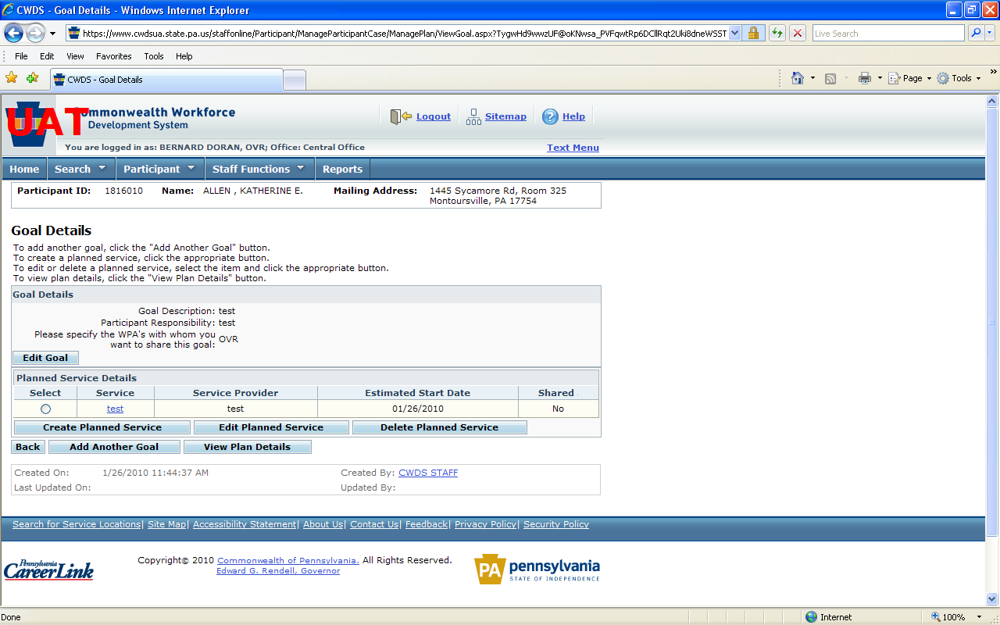 CWDS - Goal Details - Windows Internet Explorer
https://www.cwdsua.state.pa.us/staffonline/Participant/ManageParticipantCase/ManagePlan/ViewGoal.aspx?TygwHd9wwzUF@oKNwsa_PVFqwtRp6DCllRqt2Uki8dneWSST
Live Search
File Edit View Favorites Tools Help
CWDS - Goal Details
Page Tools
UAT
Commonwealth Workforce
Development System
Logout Sitemap Help
You are logged in as: BERNARD DORAN, OVR; Office: Central Office
Text Menu
Home Search Participant Staff Functions Reports
Participant ID: 1816010 Name: ALLEN , KATHERINE E. Mailing Address: 1445 Sycamore Rd, Room 325
Montoursville, PA 17754
Goal Details
To add another goal, click the "Add Another Goal" button.
To create a planned service, click the appropriate button.
To edit or delete a planned service, select the item and click the appropriate button.
To view plan details, click the "View Plan Details" button.
Goal Details
Goal Description: test
Participant Responsibility: test
Please specify the WPA's with whom you
want to share this goal: OVR
Edit Goal
Planned Service Details
Select Service Service Provider Estimated Start Date Shared
test test 01/26/2010 No
Create Planned Service Edit Planned Service Delete Planned Service
Back Add Another Goal View Plan Details
Created On: 1/26/2010 11:44:37 AM Created By: CWDS STAFF
Last Updated On: Updated By:
Search for Service Locations| Site Map| Accessibility Statement| About Us| Contact Us| Feedback| Privacy Policy| Security Policy
Pennsylvania
CareerLink
Copyright© 2010 Commonwealth of Pennsylvania. All Rights Reserved.
Edward G. Rendell, Governor
PA pennsylvania
STATE OF INDEPENDENCE
Done Internet 100%